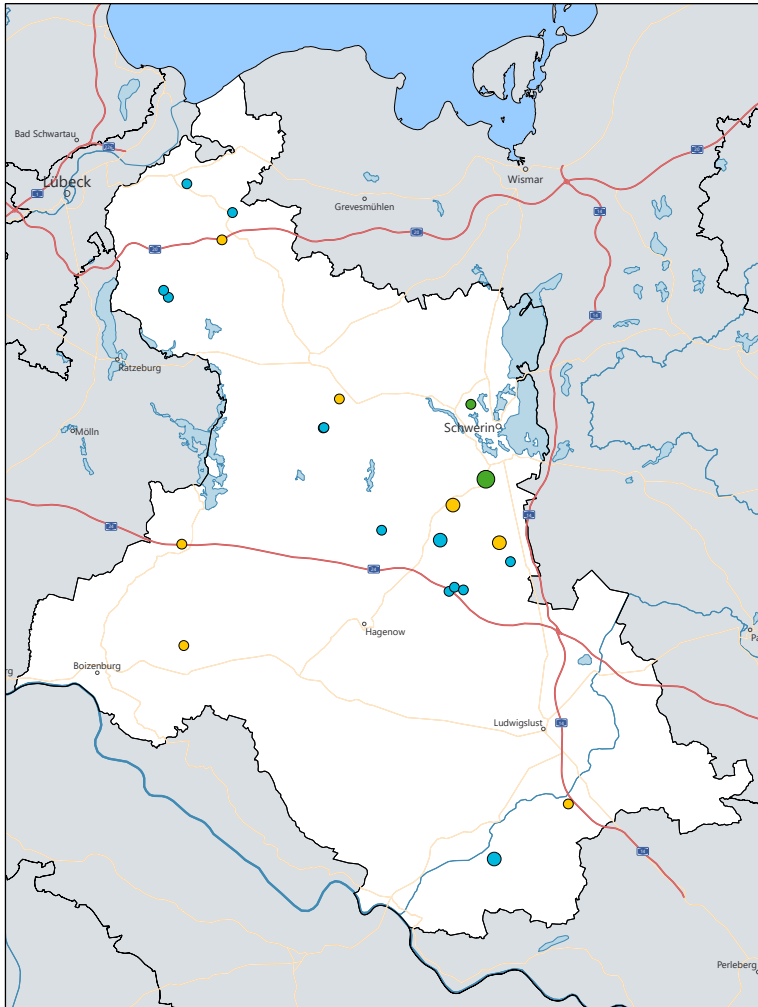 Bad Schwartau
Lübeck
Wismar
Grevesmühlen
Ratzeburg
Mölln
Schwerin
Hagenow
Boizenburg
Ludwigslust
Perleberg